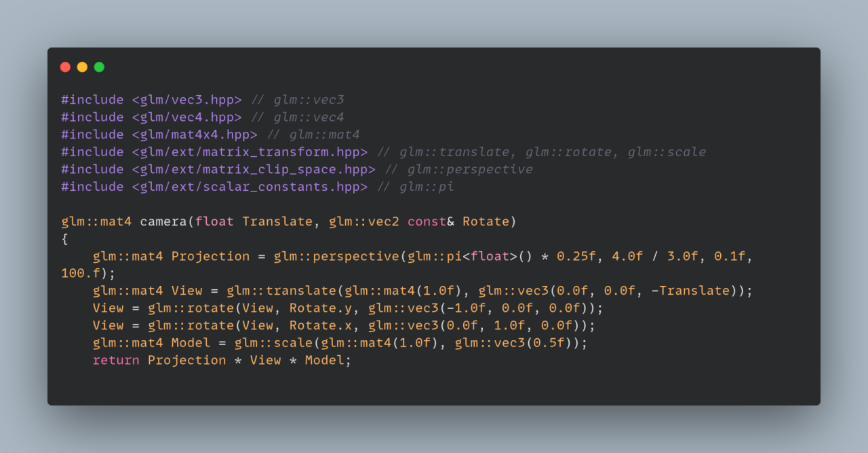 #include <glm/vec3.hpp> // glm::vec3
#include <glm/vec4.hpp> // glm::vec4
#include <glm/mat4x4.hpp> // glm::mat4
#include <glm/ext/matrix_transform.hpp> // glm::translate, glm::rotate, glm::scale
#include <glm/ext/matrix_clip_space.hpp> // glm::perspective
#include <glm/ext/scalar_constants.hpp> // glm::pi

glm::mat4 camera(float Translate, glm::vec2 const& Rotate)
{
    glm::mat4 Projection = glm::perspective(glm::pi<float>() * 0.25f, 4.0f / 3.0f, 0.1f,
100.f);
    glm::mat4 View = glm::translate(glm::mat4(1.0f), glm::vec3(0.0f, 0.0f, -Translate));
    View = glm::rotate(View, Rotate.y, glm::vec3(-1.0f, 0.0f, 0.0f));
    View = glm::rotate(View, Rotate.x, glm::vec3(0.0f, 1.0f, 0.0f));
    glm::mat4 Model = glm::scale(glm::mat4(1.0f), glm::vec3(0.5f));
    return Projection * View * Model;